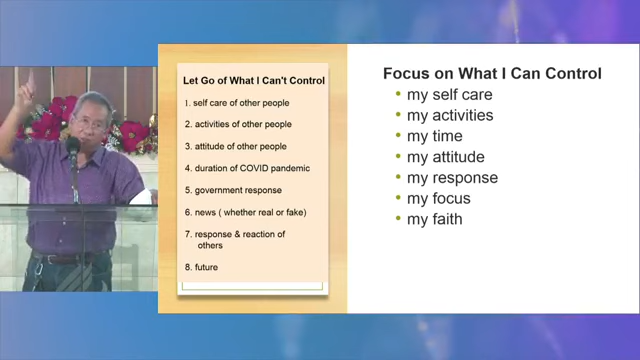 Let Go of What I Can't Control
1. self care of other people
2. activities of other people
3. attitude of other people
4. duration of COVID pandemic
5. government response
6. news ( whether real or fake)
7. response & reaction of
others
8. future
Focus on What I Can Control
• my self care
• my activities
• my time
• my attitude
• my response
• my focus
• my faith